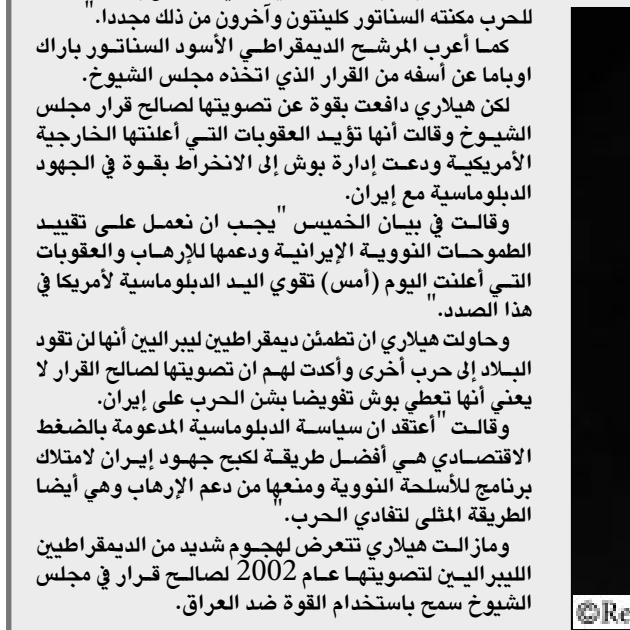 للحرب مكنته السناتور كلينتون وآخرون من ذلك مجددا."
كما أعرب المرشح الديمقراطي الأسود السناتور باراك
اوباما عن أسفه من القرار الذي اتخذه مجلس الشيوخ.
لكن هيلاري دافعت بقوة عن تصويتها لصالح قرار مجلس
الشيوخ وقالت أنها تؤيد العقوبات التي أعلنتها الخارجية
الأمريكية ودعت إدارة بوش إلى الانخراط بقوة في الجهود
الدبلوماسية مع إيران.
وقالت في بيان الخميس "يجب ان نعمل على تقييد
الطموحات النووية الإيرانية ودعمها للإرهاب والعقوبات
التي أعلنت اليوم (أمس) تقوي اليد الدبلوماسية لأمريكا في
هذا الصدد."
وحاولت هيلاري ان تطمئن ديمقراطيين ليبراليين أنها لن تقود
البلاد إلى حرب أخرى وأكدت لهم ان تصويتها لصالح القرار لا
يعني أنها تعطي بوش تفويضا بشن الحرب على إيران.
وقالت "أعتقد ان سياسة الدبلوماسية المدعومة بالضغط
الاقتصادي هي أفضل طريقة لكبح جهود إيران لامتلاك
برنامج للأسلحة النووية ومنعها من دعم الإرهاب وهي أيضا
الطريقة المثلى لتفادي الحرب."
ومازالت هيلاري تتعرض لهجوم شديد من الديمقراطيين
الليبراليين لتصويتها عام 2002 لصالح قرار في مجلس
الشيوخ سمح باستخدام القوة ضد العراق.
©Re